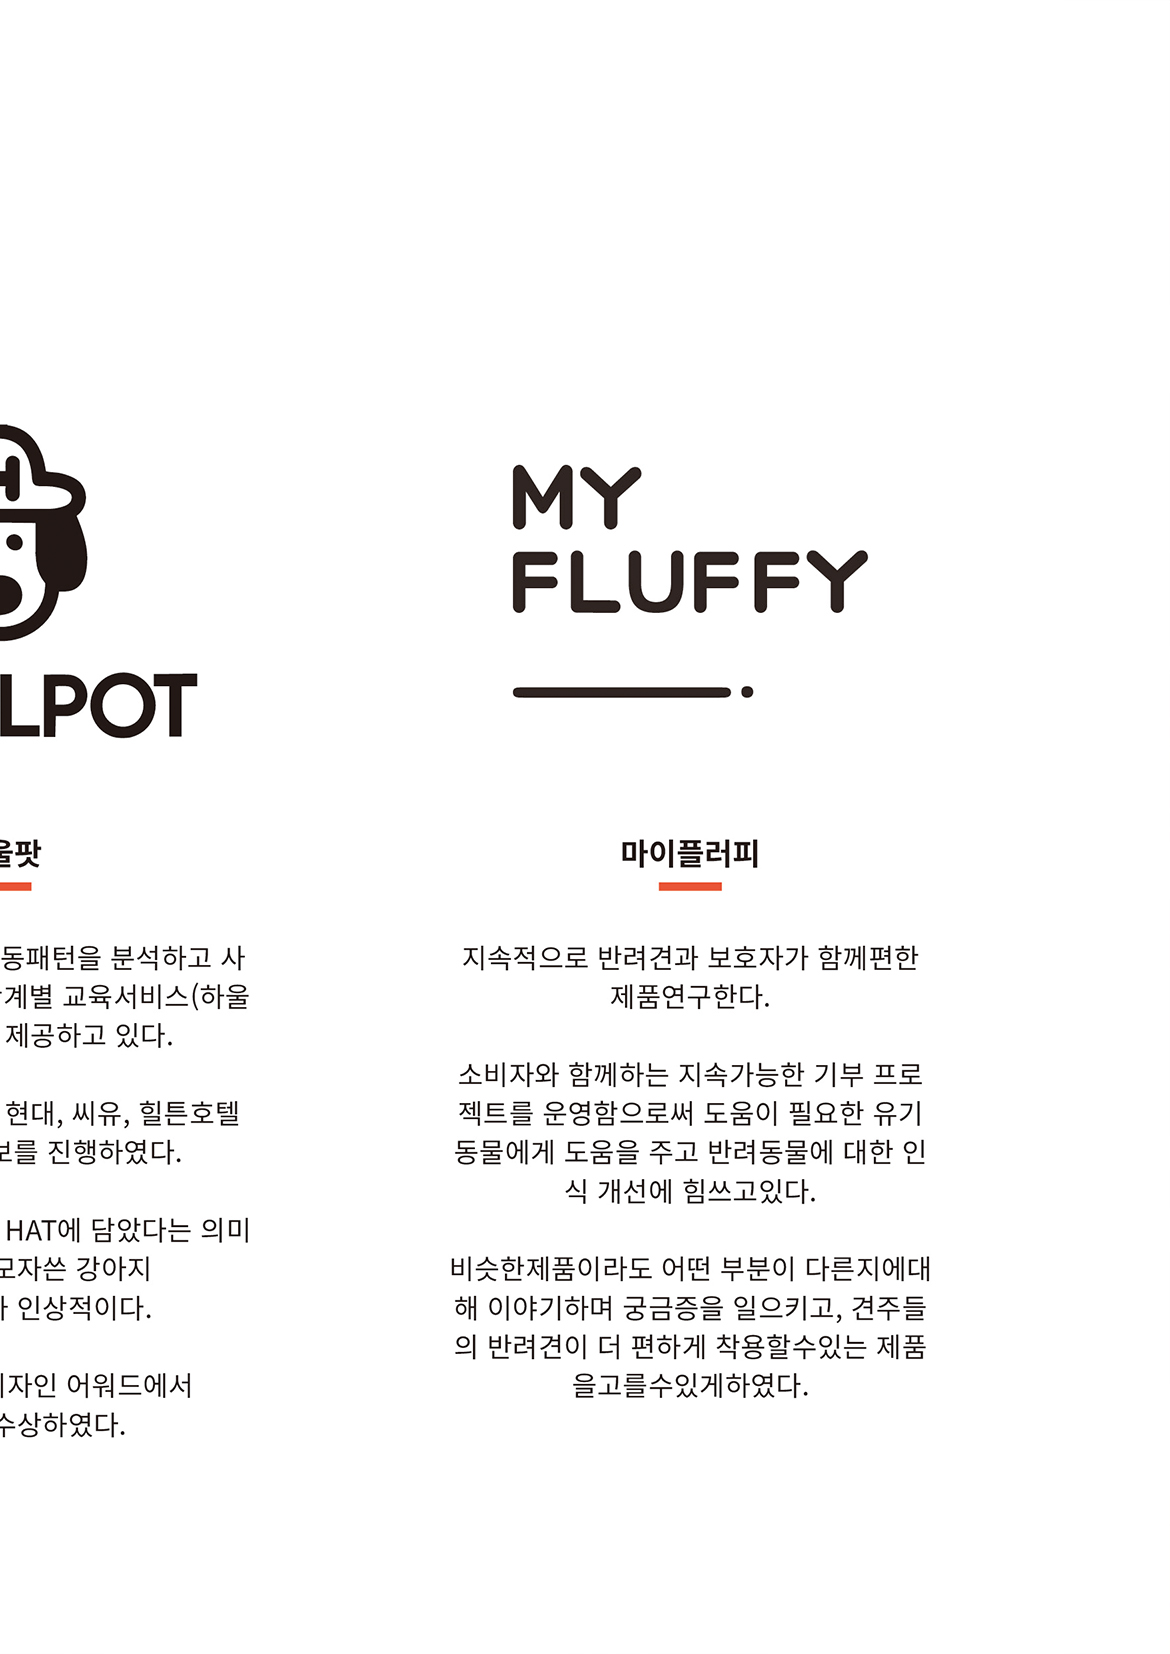 LPOT
울팟
동패턴을 분석하고 사
계별 교육서비스(하울
제공하고 있다.
현대, 씨유, 힐튼호텔
보를 진행하였다.
HAT에 담았다는 의미
모자쓴 강아지
인상적이다.
자인 어워드에서
수상하였다.
MY
FLUFFY
마이플러피
지속적으로 반려견과 보호자가 함께편한
제품연구한다.
소비자와 함께하는 지속가능한 기부 프로
젝트를 운영함으로써 도움이 필요한 유기
동물에게 도움을 주고 반려동물에 대한 인
식 개선에 힘쓰고있다.
비슷한제품이라도 어떤 부분이 다른지에대
해 이야기하며 궁금증을 일으키고, 견주들
의 반려견이 더 편하게 착용할수있는 제품
을고를수있게하였다.